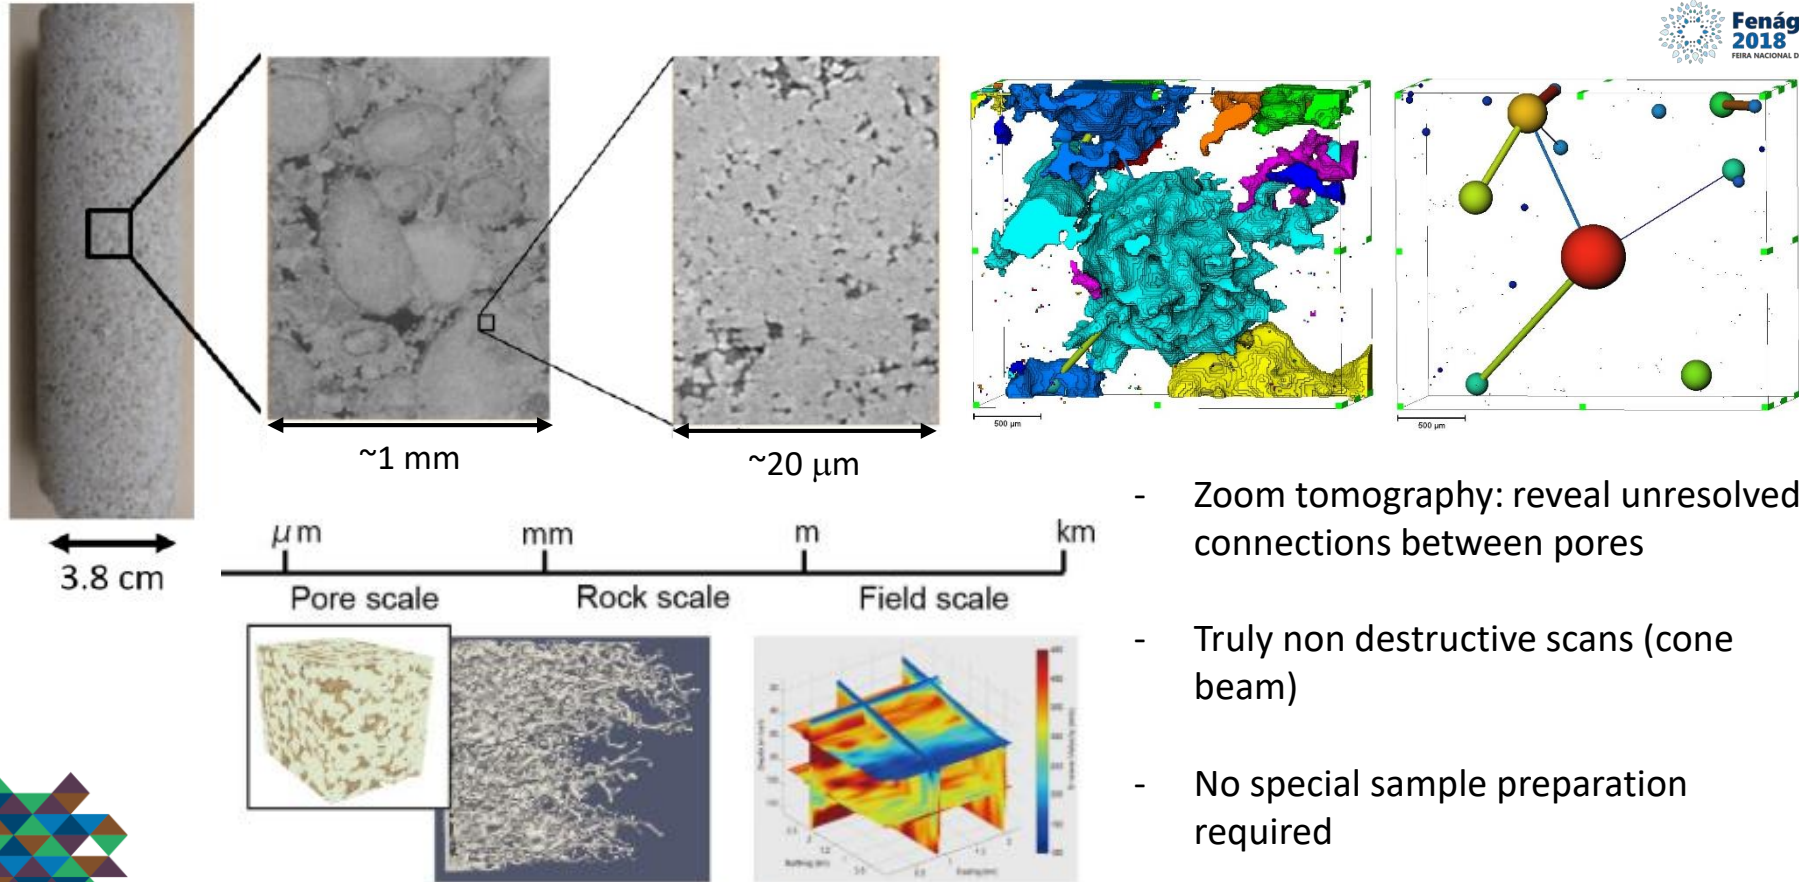 Fenág
2018
FEIRA NACIONAL D
~1 mm
~20 μm
500 μm
500 μm
3.8 cm
μm mm m km
Pore scale Rock scale Field scale
- Zoom tomography: reveal unresolved
connections between pores
- Truly non destructive scans (cone
beam)
- No special sample preparation
required